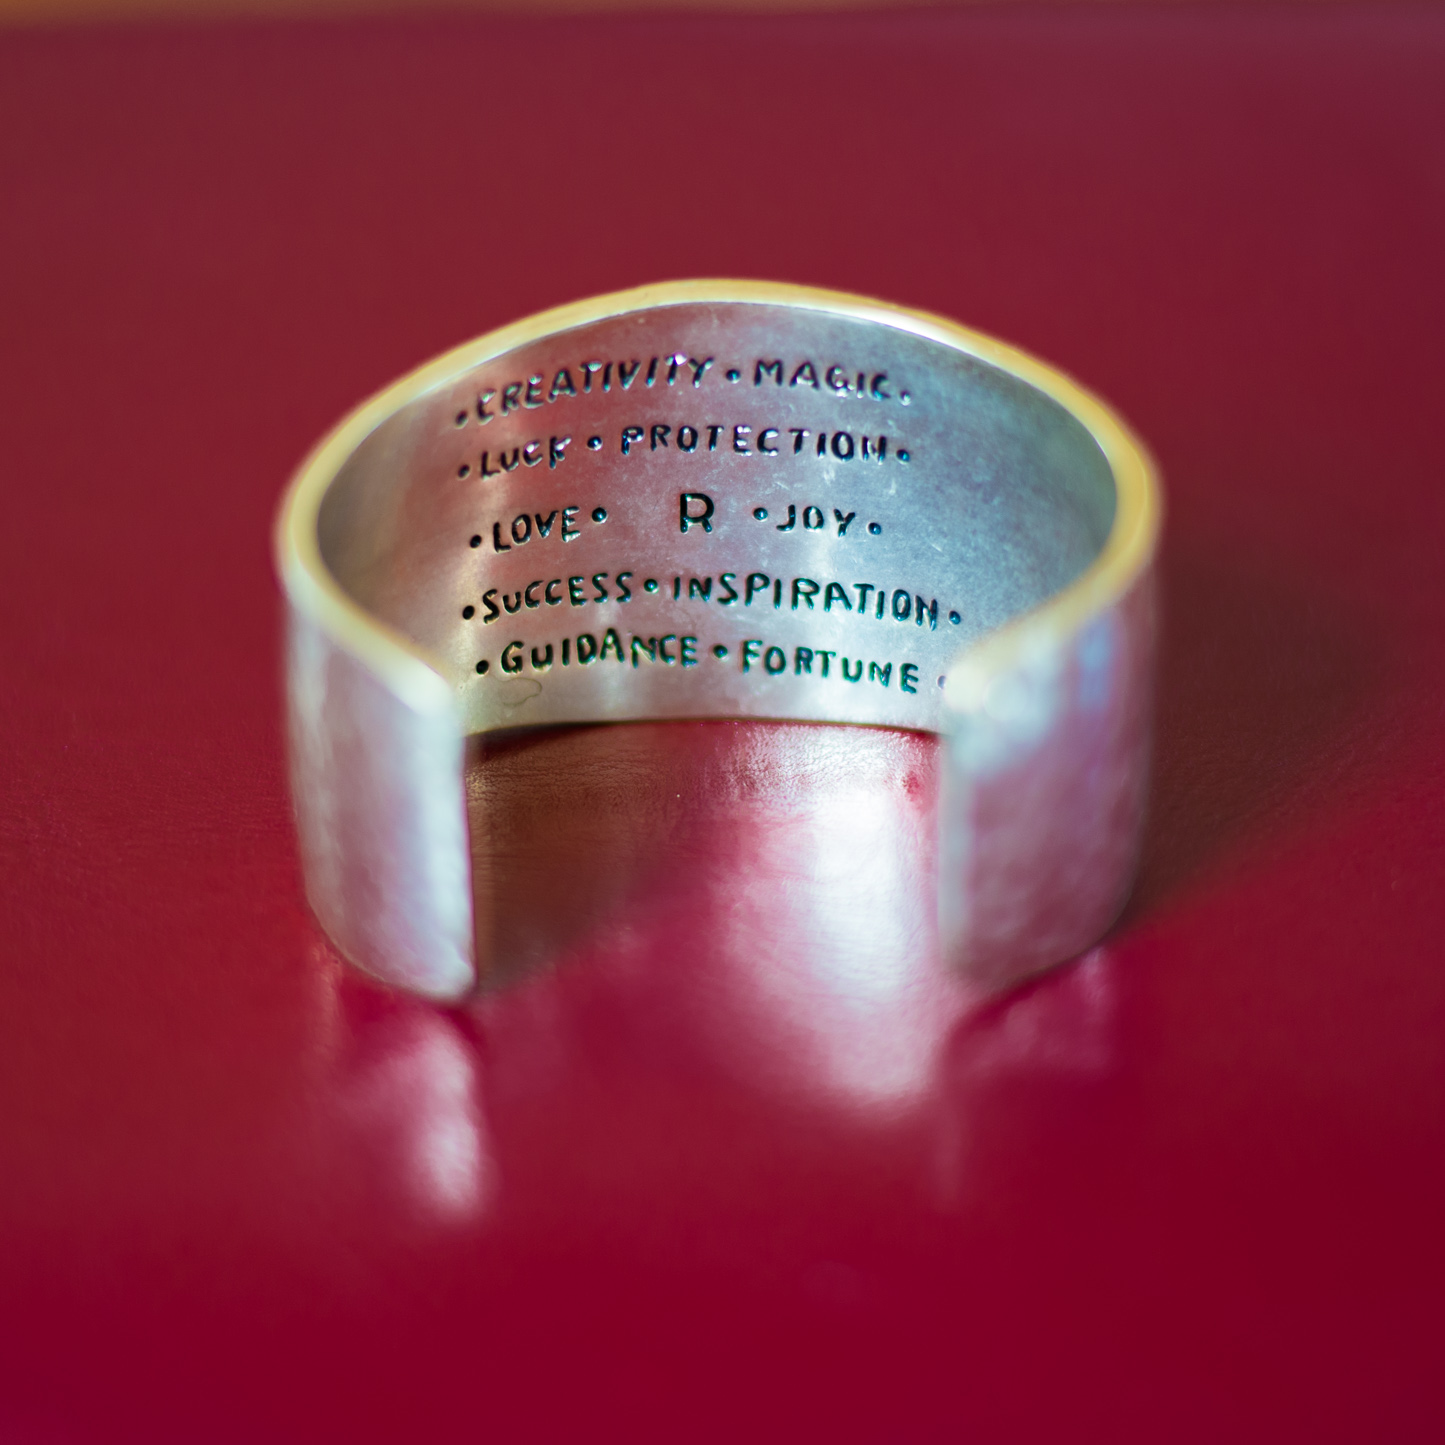 •CREATIVITY•MAGIC•
•LUCK•PROTECTION•
•LOVE• R •JOY•
•SUCCESS•INSPIRATION•
•GUIDANCE•FORTUNE•